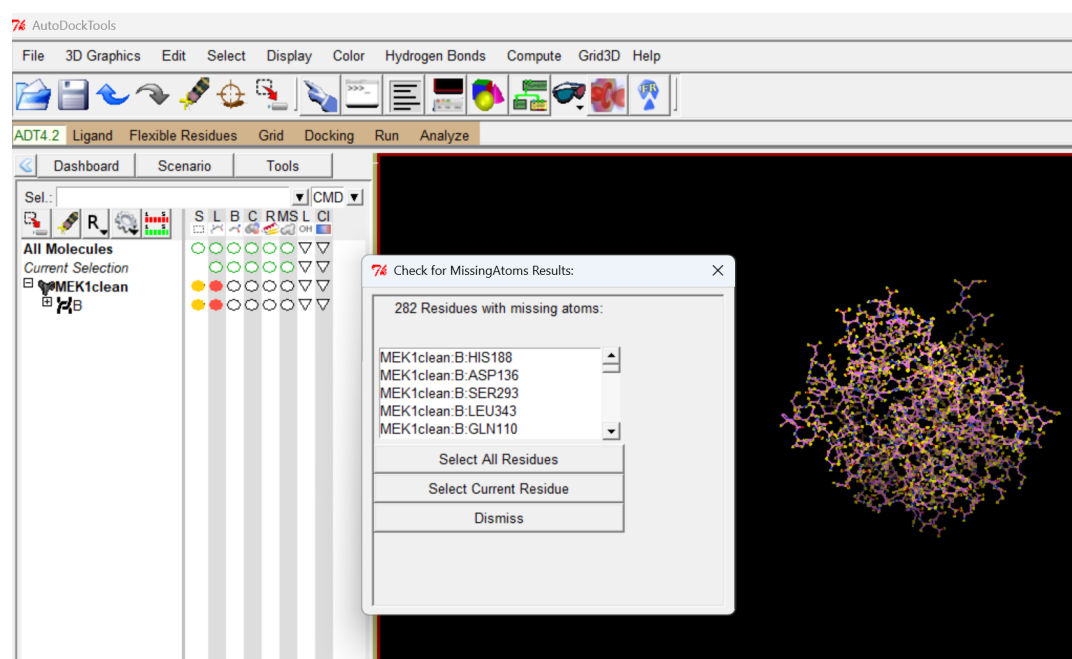 AutoDockTools
File 3D Graphics Edit Select Display Color Hydrogen Bonds Compute Grid3D Help
ADT4.2 Ligand Flexible Residues Grid Docking Run Analyze
Dashboard Scenario Tools
Sel.: CMD
R S L B C R MS L Cl
OH
All Molecules
Current Selection
MEK1clean
B
Check for MissingAtoms Results:
282 Residues with missing atoms:
MEK1clean:B:HIS188
MEK1clean:B:ASP136
MEK1clean:B:SER293
MEK1clean:B:LEU343
MEK1clean:B:GLN110
Select All Residues
Select Current Residue
Dismiss